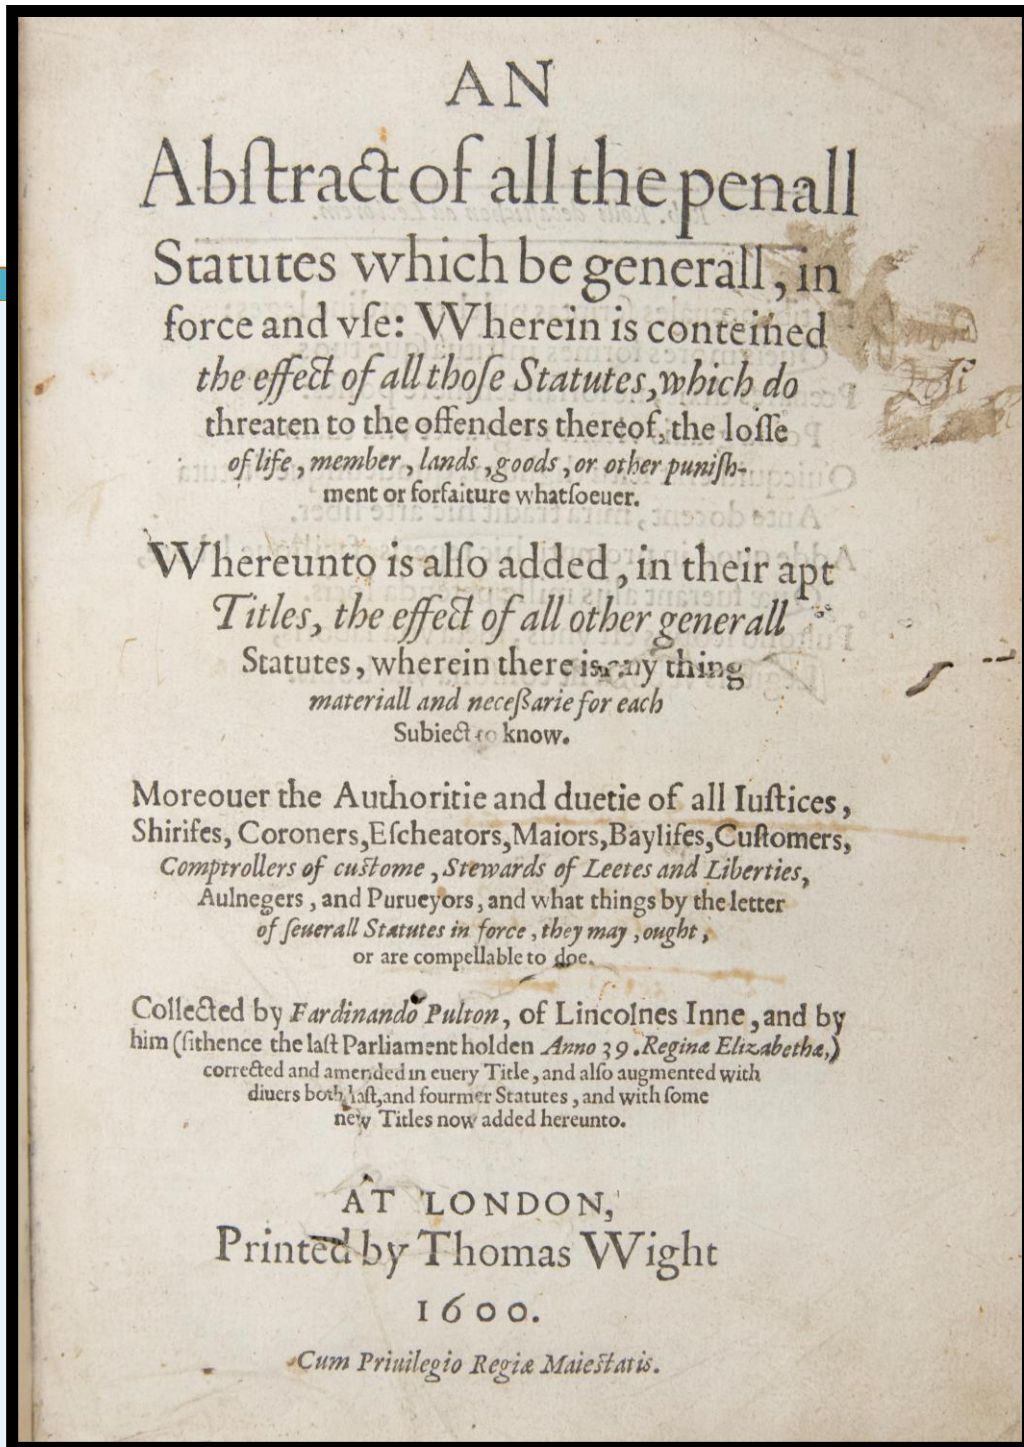 AN
Abſtract of all the penall
Statutes which be generall, in
force and vſe: Wherein is conteined
the effect of all thoſe Statutes, which do
threaten to the offenders thereof, the loſſe
of life, member, lands, goods, or other puniſh-
ment or forfaiture whatſoeuer.
Whereunto is alſo added, in their apt
Titles, the effect of all other generall
Statutes, wherein there is any thing
materiall and neceßarie for each
Subiect to know.
Moreouer the Authoritie and duetie of all Iuſtices,
Shirifes, Coroners, Eſcheators, Maiors, Baylifes, Cuſtomers,
Comptrollers of cuſtome, Stewards of Leetes and Liberties,
Aulnegers, and Purueyors, and what things by the letter
of ſeuerall Statutes in force, they may, ought,
or are compellable to doe.
Collected by Fardinando Pulton, of Lincolnes Inne, and by
him (ſithence the laſt Parliament holden Anno 39. Reginæ Elizabethæ,)
corrected and amended in euery Title, and alſo augmented with
diuers both laſt, and fourmer Statutes, and with ſome
new Titles now added hereunto.
AT LONDON,
Printed by Thomas Wight
1600.
Cum Priuilegio Regiæ Maieſtatis.